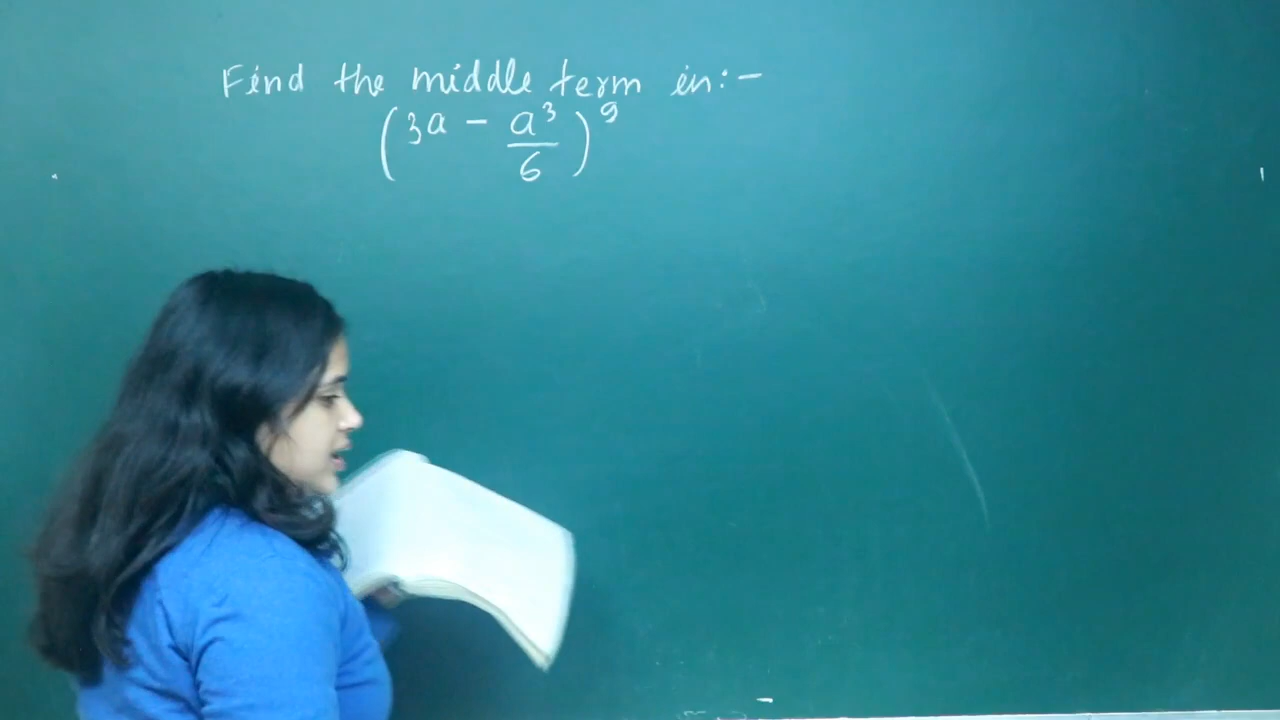 Find the middle term in:-
(3a - a³/6)⁹